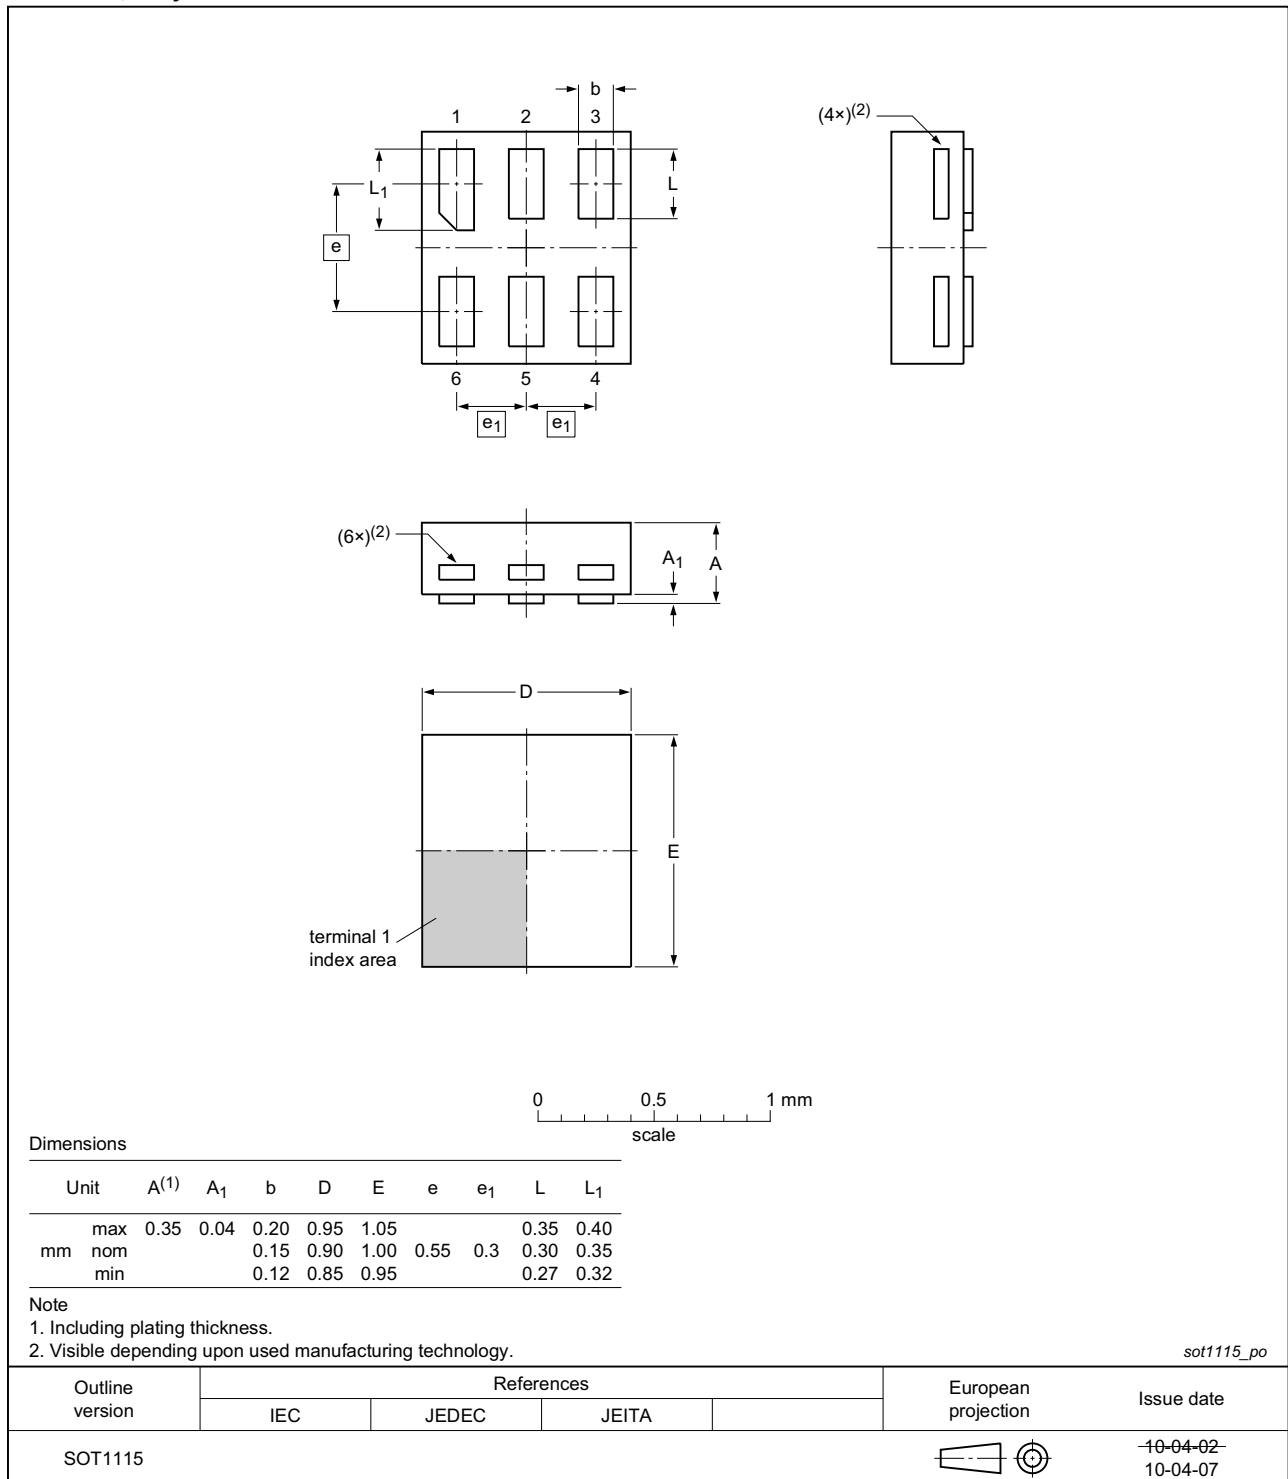 b
1 2 3
(4×)(2)
L1
L
e
6 5 4
e1 e1
(6×)(2)
A1 A
D
E
terminal 1
index area
0 0.5 1 mm
scale
Dimensions
Unit A(1) A1 b D E e e1 L L1
max 0.35 0.04 0.20 0.95 1.05 0.35 0.40
mm nom 0.15 0.90 1.00 0.55 0.3 0.30 0.35
min 0.12 0.85 0.95 0.27 0.32
Note
1. Including plating thickness.
2. Visible depending upon used manufacturing technology.
sot1115_po
Outline version
References
IEC JEDEC JEITA
European projection
Issue date
SOT1115
10-04-02
10-04-07